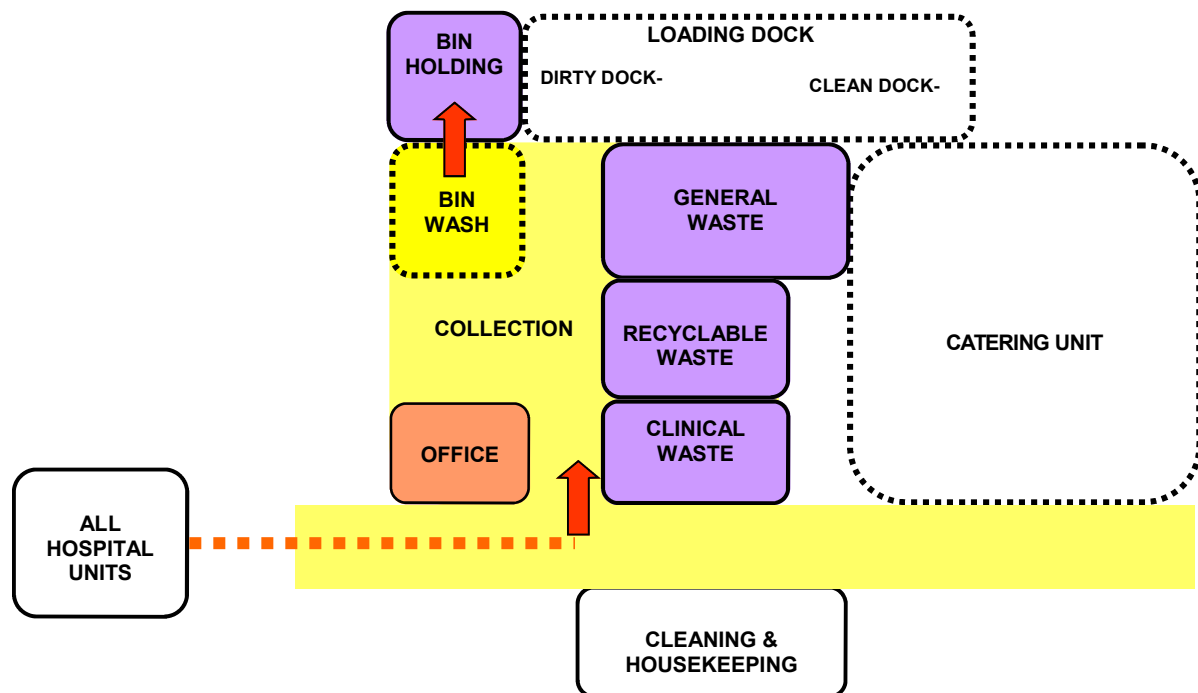 BIN
HOLDING
LOADING DOCK
DIRTY DOCK-
CLEAN DOCK-
BIN
WASH
GENERAL
WASTE
COLLECTION
RECYCLABLE
WASTE
CATERING UNIT
OFFICE
CLINICAL
WASTE
ALL
HOSPITAL
UNITS
CLEANING &
HOUSEKEEPING